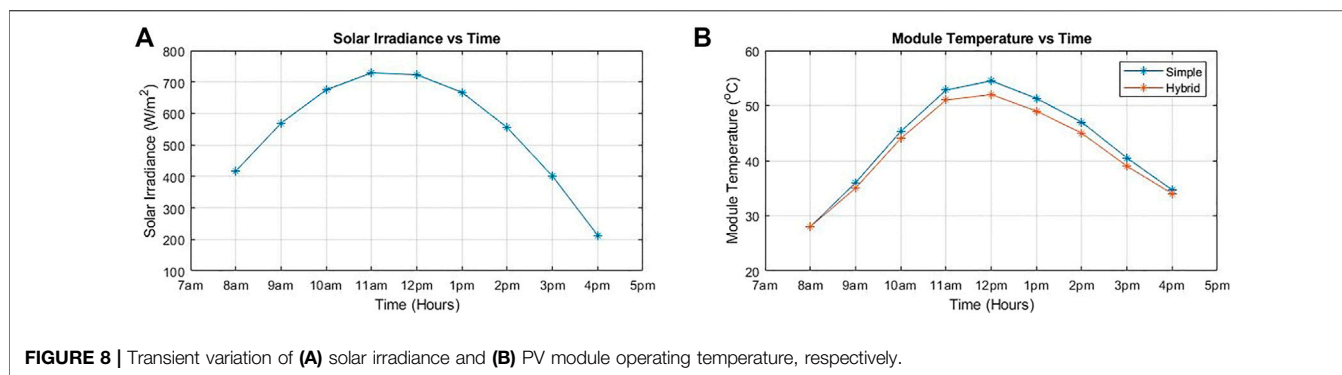 A
Solar Irradiance vs Time
Solar Irradiance (W/m²)
800
700
600
500
400
300
200
100
7am 8am 9am 10am 11am 12pm 1pm 2pm 3pm 4pm 5pm
Time (Hours)
B
Module Temperature vs Time
Simple
Hybrid
Module Temperature (°C)
60
50
40
30
20
7am 8am 9am 10am 11am 12pm 1pm 2pm 3pm 4pm 5pm
Time (Hours)
FIGURE 8 | Transient variation of (A) solar irradiance and (B) PV module operating temperature, respectively.